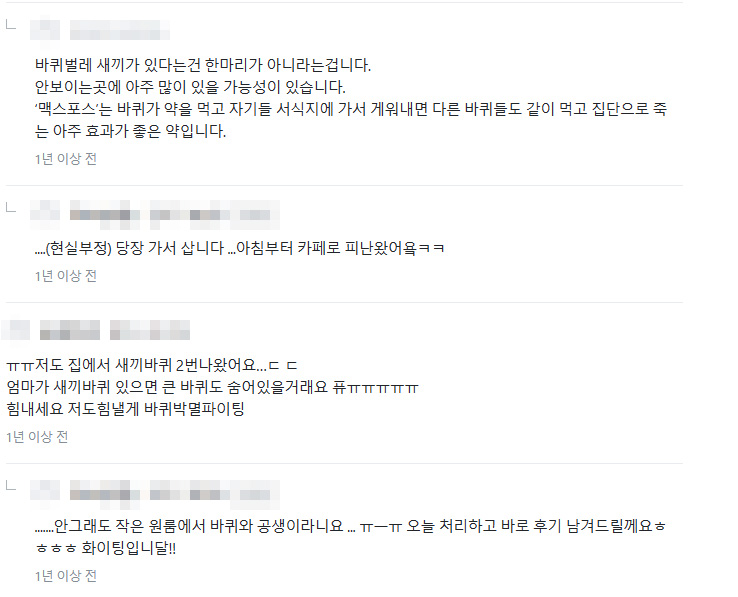 바퀴벌레 새끼가 있다는건 한마리가 아니라는겁니다.
안보이는곳에 아주 많이 있을 가능성이 있습니다.
‘맥스포스’는 바퀴가 약을 먹고 자기들 서식지에 가서 게워내면 다른 바퀴들도 같이 먹고 집단으로 죽
는 아주 효과가 좋은 약입니다.
1년 이상 전
....(현실부정) 당장 가서 삽니다 ...아침부터 카페로 피난왔어욬ㅋㅋ
1년 이상 전
ㅠㅠ저도 집에서 새끼바퀴 2번나왔어요...ㄷ ㄷ
엄마가 새끼바퀴 있으면 큰 바퀴도 숨어있을거래요 퓨ㅠㅠㅠㅠㅠ
힘내세요 저도힘낼게 바퀴박멸파이팅
1년 이상 전
.......안그래도 작은 원룸에서 바퀴와 공생이라니요 ... ㅠㅡㅠ 오늘 처리하고 바로 후기 남겨드릴께요ㅎ
ㅎㅎㅎ 화이팅입니달!!
1년 이상 전